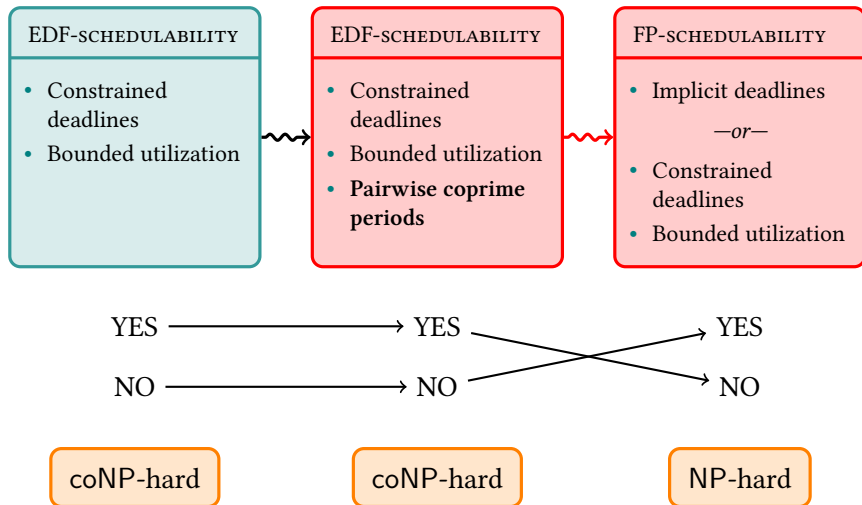 EDF-SCHEDULABILITY
• Constrained
deadlines
• Bounded utilization
EDF-SCHEDULABILITY
• Constrained
deadlines
• Bounded utilization
• Pairwise coprime
periods
FP-SCHEDULABILITY
• Implicit deadlines
—or—
• Constrained
deadlines
• Bounded utilization
YES YES YES
NO NO NO
coNP-hard coNP-hard NP-hard